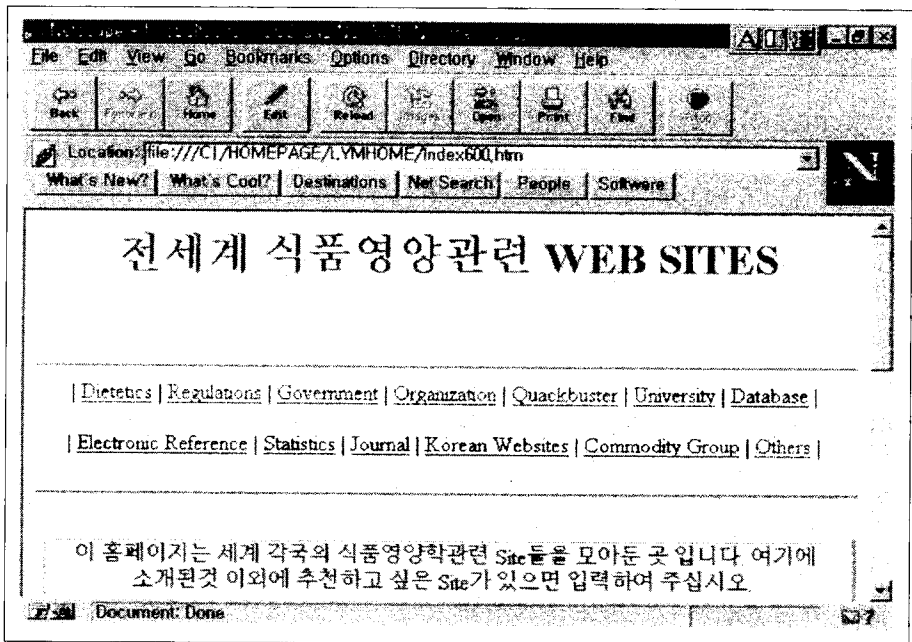 File Edit View Go Bookmarks Options Directory Window Help
Back Forward Home Edit Reload Images Open Print Find
Location: file:///C|/HOMEPAGE/LYMHOME/index600.htm
What's New? What's Cool? Destinations Net Search People Software
전세계 식품영양관련 WEB SITES
| Dietetics | Regulations | Government | Organization | Quackbuster | University | Database |
| Electronic Reference | Statistics | Journal | Korean Websites | Commodity Group | Others |
이 홈페이지는 세계 각국의 식품영양학관련 Site들을 모아둔 곳 입니다. 여기에
소개된것 이외에 추천하고 싶은 Site가 있으면 입력하여 주십시오.
Document: Done